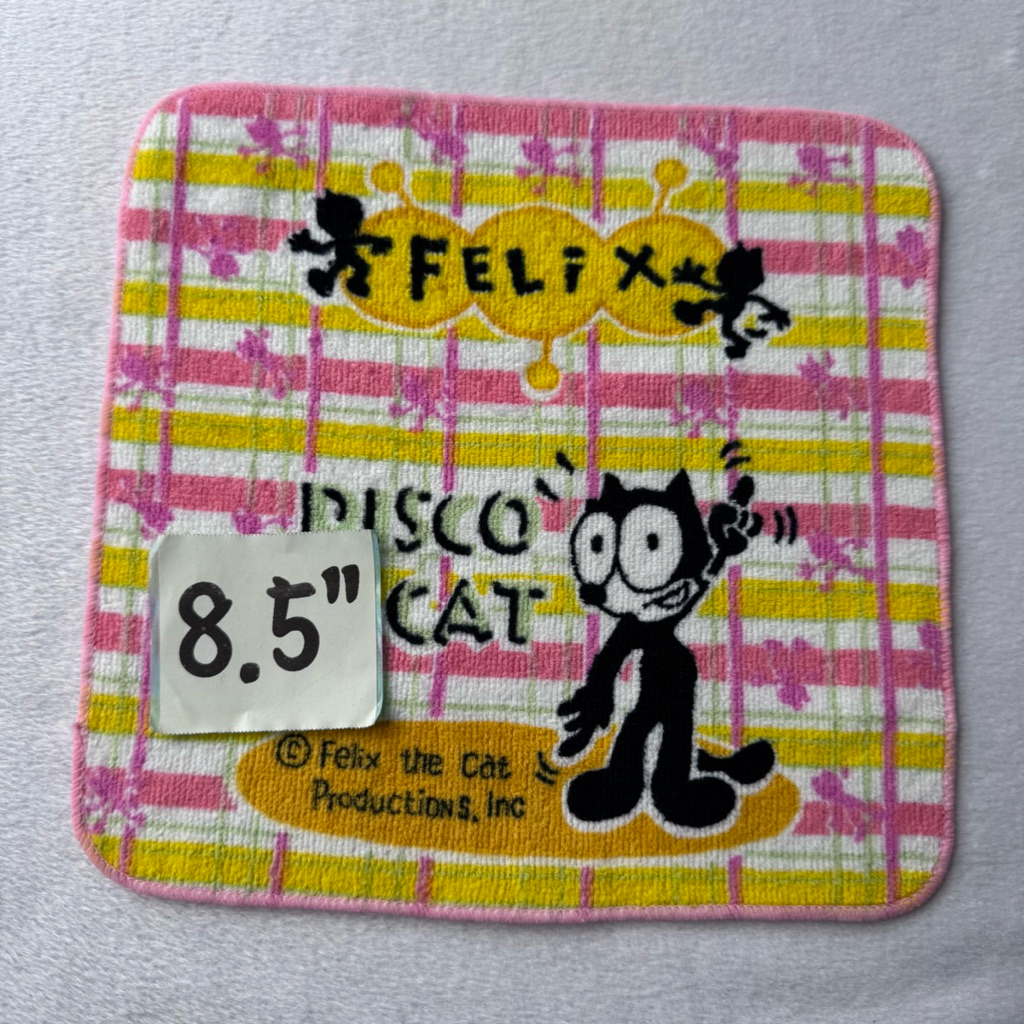 FELiX
DISCO
CAT
8.5"
© Felix the cat
Productions, Inc